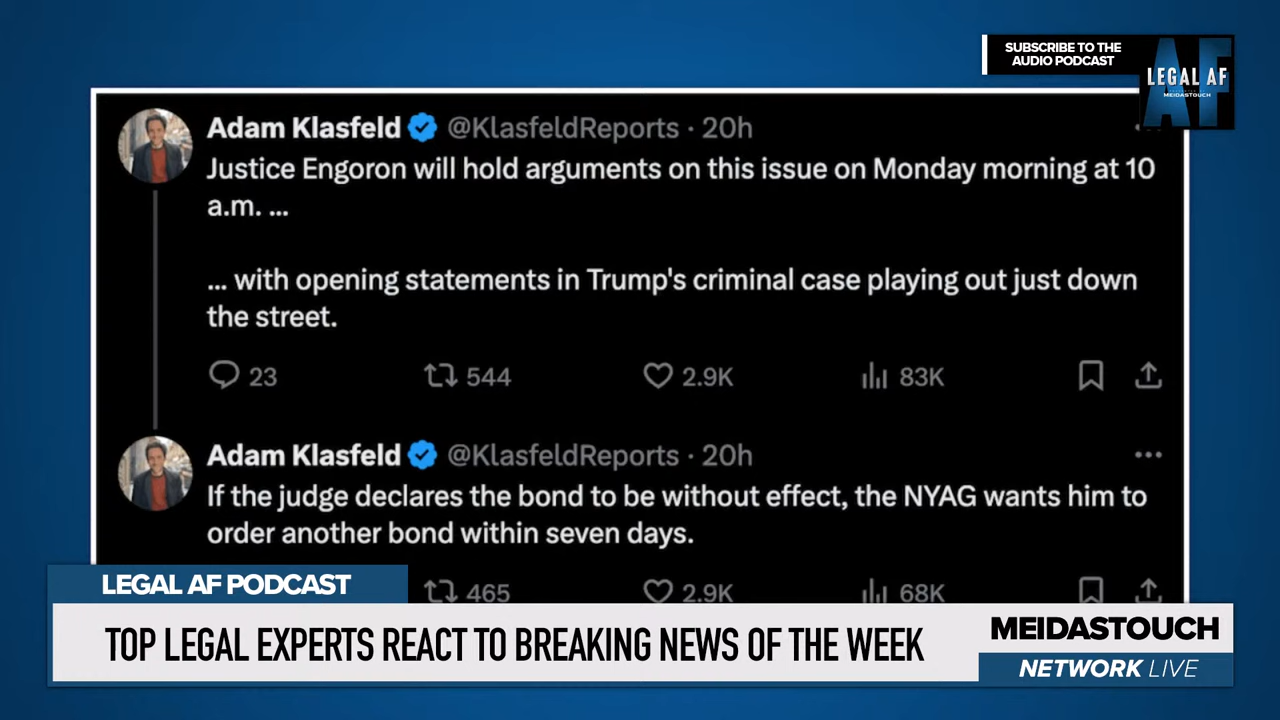 SUBSCRIBE TO THE
AUDIO PODCAST
LEGAL AF
MEIDASTOUCH
Adam Klasfeld @KlasfeldReports · 20h
Justice Engoron will hold arguments on this issue on Monday morning at 10
a.m. ...
... with opening statements in Trump's criminal case playing out just down
the street.
23 544 2.9K 83K
Adam Klasfeld @KlasfeldReports · 20h
If the judge declares the bond to be without effect, the NYAG wants him to
order another bond within seven days.
465 2.9K 68K
LEGAL AF PODCAST
TOP LEGAL EXPERTS REACT TO BREAKING NEWS OF THE WEEK
MEIDASTOUCH
NETWORK LIVE